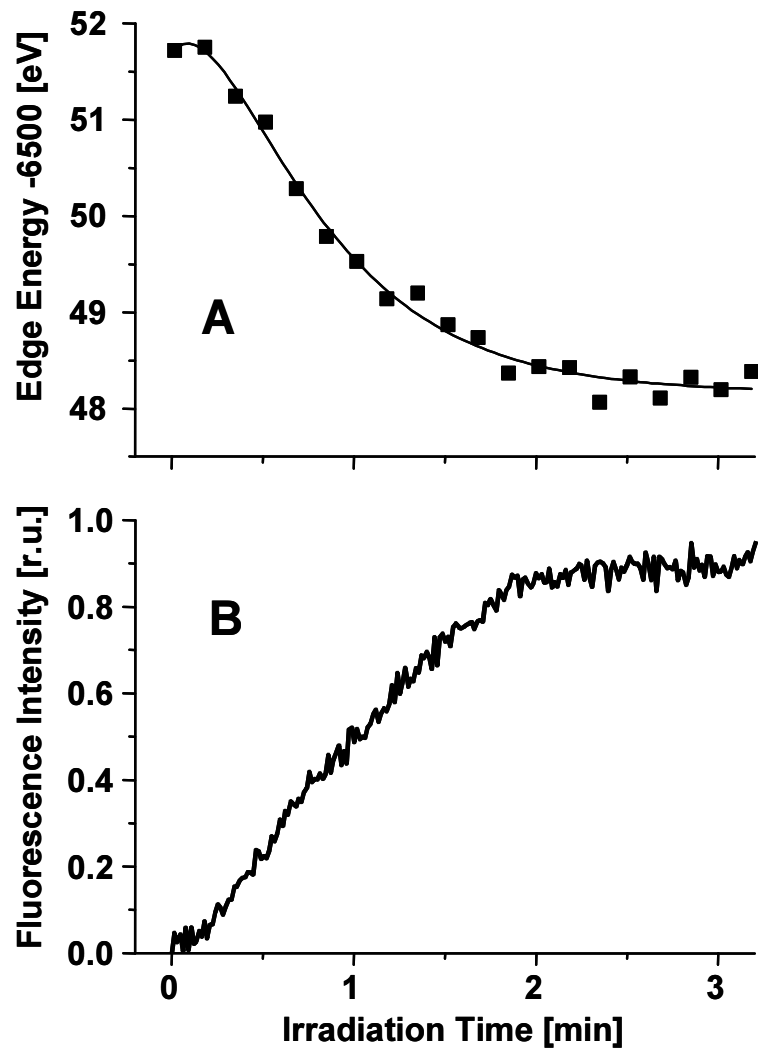 Edge Energy -6500 [eV]
52
51
50
49
48
A
Fluorescence Intensity [r.u.]
1.0
0.8
0.6
0.4
0.2
0.0
B
0 1 2 3
Irradiation Time [min]